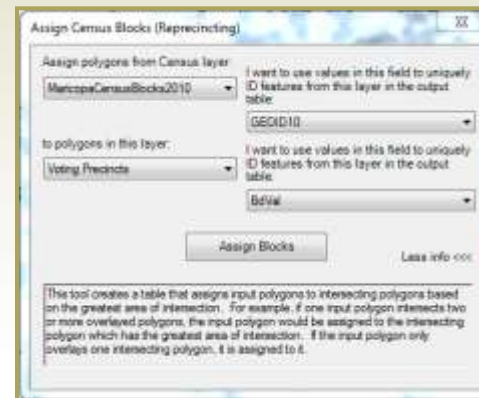 Assign Census Blocks (Reprecincting)
Assign polygons from Census layer
MaricopaCensusBlocks2010
I want to use values in this field to uniquely
ID features from this layer in the output
table:
GEOID10
to polygons in this layer:
Voting Precincts
I want to use values in this field to uniquely
ID features from this layer in the output
table:
BdVal
Assign Blocks
Less info <<<
This tool creates a table that assigns input polygons to intersecting polygons based
on the greatest area of intersection. For example, if one input polygon intersects two
or more overlayed polygons, the input polygon would be assigned to the intersecting
polygon which has the greatest area of intersection. If the input polygon only
overlays one intersecting polygon, it is assigned to it.